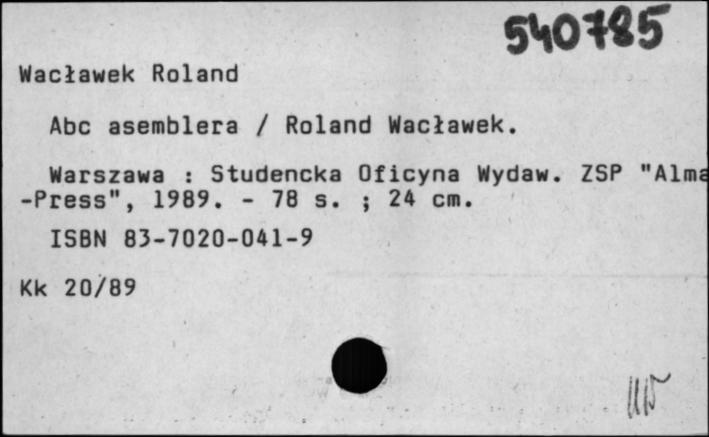 540785
Wacławek Roland
Abc asemblera / Roland Wacławek.
Warszawa : Studencka Oficyna Wydaw. ZSP "Alma
-Press", 1989. - 78 s. ; 24 cm.
ISBN 83-7020-041-9
Kk 20/89